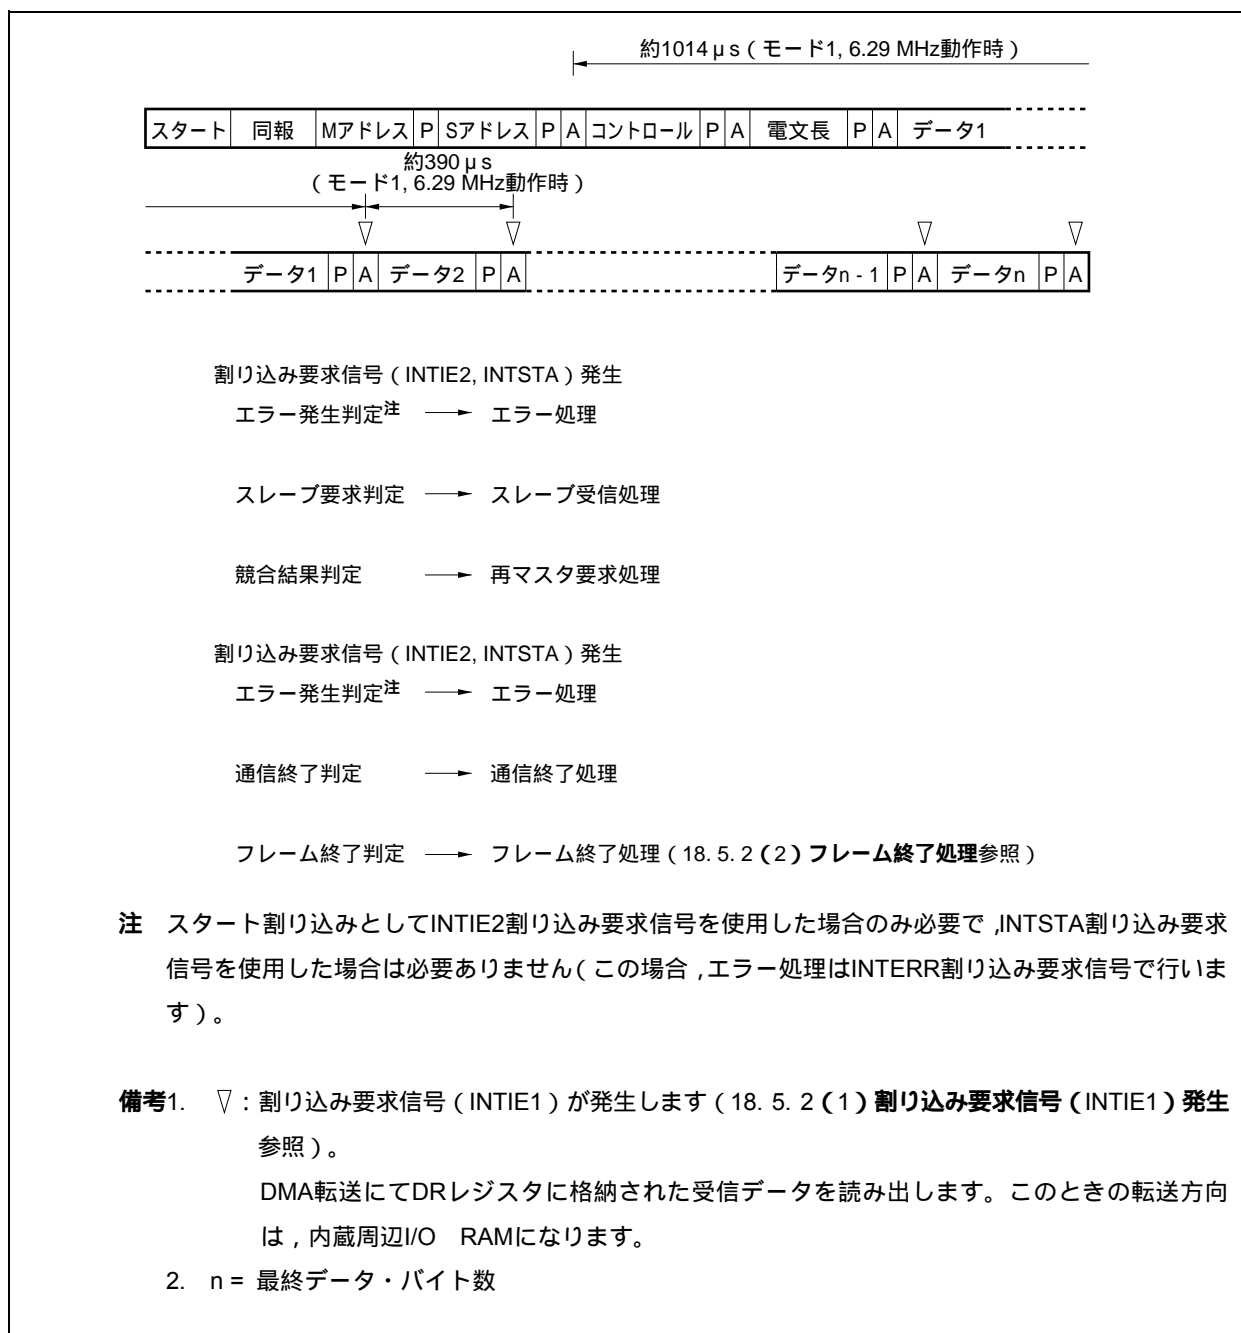 約1014 μs（モード1, 6.29 MHz動作時）
スタート 同報 Mアドレス P Sアドレス P A コントロール P A 電文長 P A データ1
約390 μs
（モード1, 6.29 MHz動作時）
▽ ▽ ▽ ▽
データ1 P A データ2 P A データn - 1 P A データn P A
割り込み要求信号（INTIE2, INTSTA）発生
エラー発生判定注 → エラー処理
スレーブ要求判定 → スレーブ受信処理
競合結果判定 → 再マスタ要求処理
割り込み要求信号（INTIE2, INTSTA）発生
エラー発生判定注 → エラー処理
通信終了判定 → 通信終了処理
フレーム終了判定 → フレーム終了処理（18. 5. 2（2）フレーム終了処理参照）
注 スタート割り込みとしてINTIE2割り込み要求信号を使用した場合のみ必要で，INTSTA割り込み要求
信号を使用した場合は必要ありません（この場合，エラー処理はINTERR割り込み要求信号で行いま
す）。
備考1. ▽：割り込み要求信号（INTIE1）が発生します（18. 5. 2（1）割り込み要求信号（INTIE1）発生
参照）。
DMA転送にてDRレジスタに格納された受信データを読み出します。このときの転送方向
は，内蔵周辺I/O RAMになります。
2. n = 最終データ・バイト数